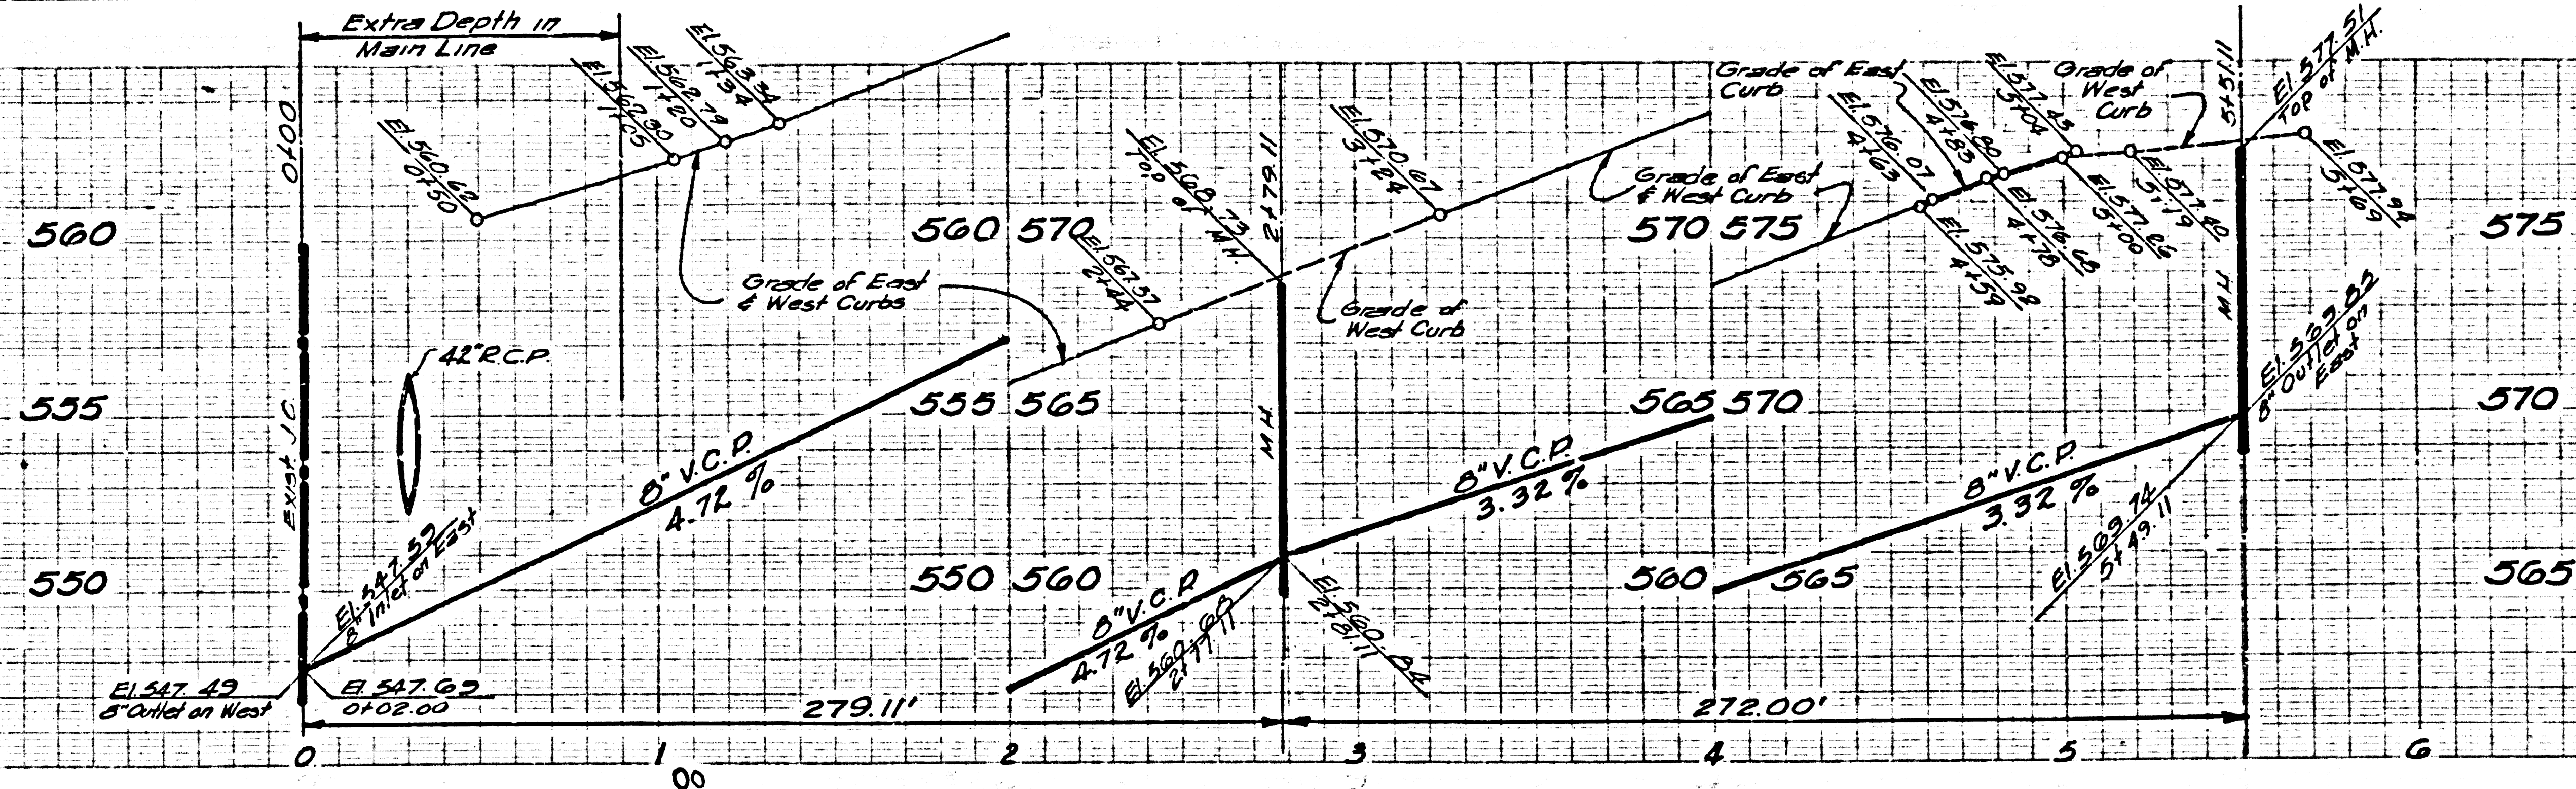 Extra Depth in
Main Line
0+00
El. 560.62
0+50
El. 562.30
1+05
El. 562.79
1+20
El. 563.34
1+34
Grade of East
& West Curbs
El. 567.57
2+44
El. 568.73
Top of M.H.
2+79.11
El. 570.67
3+24
Grade of
West Curb
Grade of East
& West Curb
Grade of East
Curb
El. 576.07
4+63
El. 575.92
4+59
El. 576.80
4+83
El. 576.68
4+78
El. 577.43
5+04
El. 577.26
5+00
Grade of
West
Curb
El. 577.40
5+19
5+51.11
El. 577.51
Top of M.H.
El. 577.94
5+69
560
560 570
570 575
575
42" R.C.P.
555
555 565
565 570
570
Exist. J.C.
8" V.C.P.
4.72 %
MH
8" V.C.P.
3.32 %
8" V.C.P.
3.32 %
MH
El. 569.82
8" Outlet on
East
El. 569.74
5+49.11
550
550 560
560 565
565
El. 547.59
8" Inlet on East
8" V.C.P.
4.72 %
El. 560.68
2+77.11
El. 560.84
2+81.11
El. 547.49
8" Outlet on West
El. 547.69
0+02.00
279.11'
272.00'
0 1 2 3 4 5 6
00